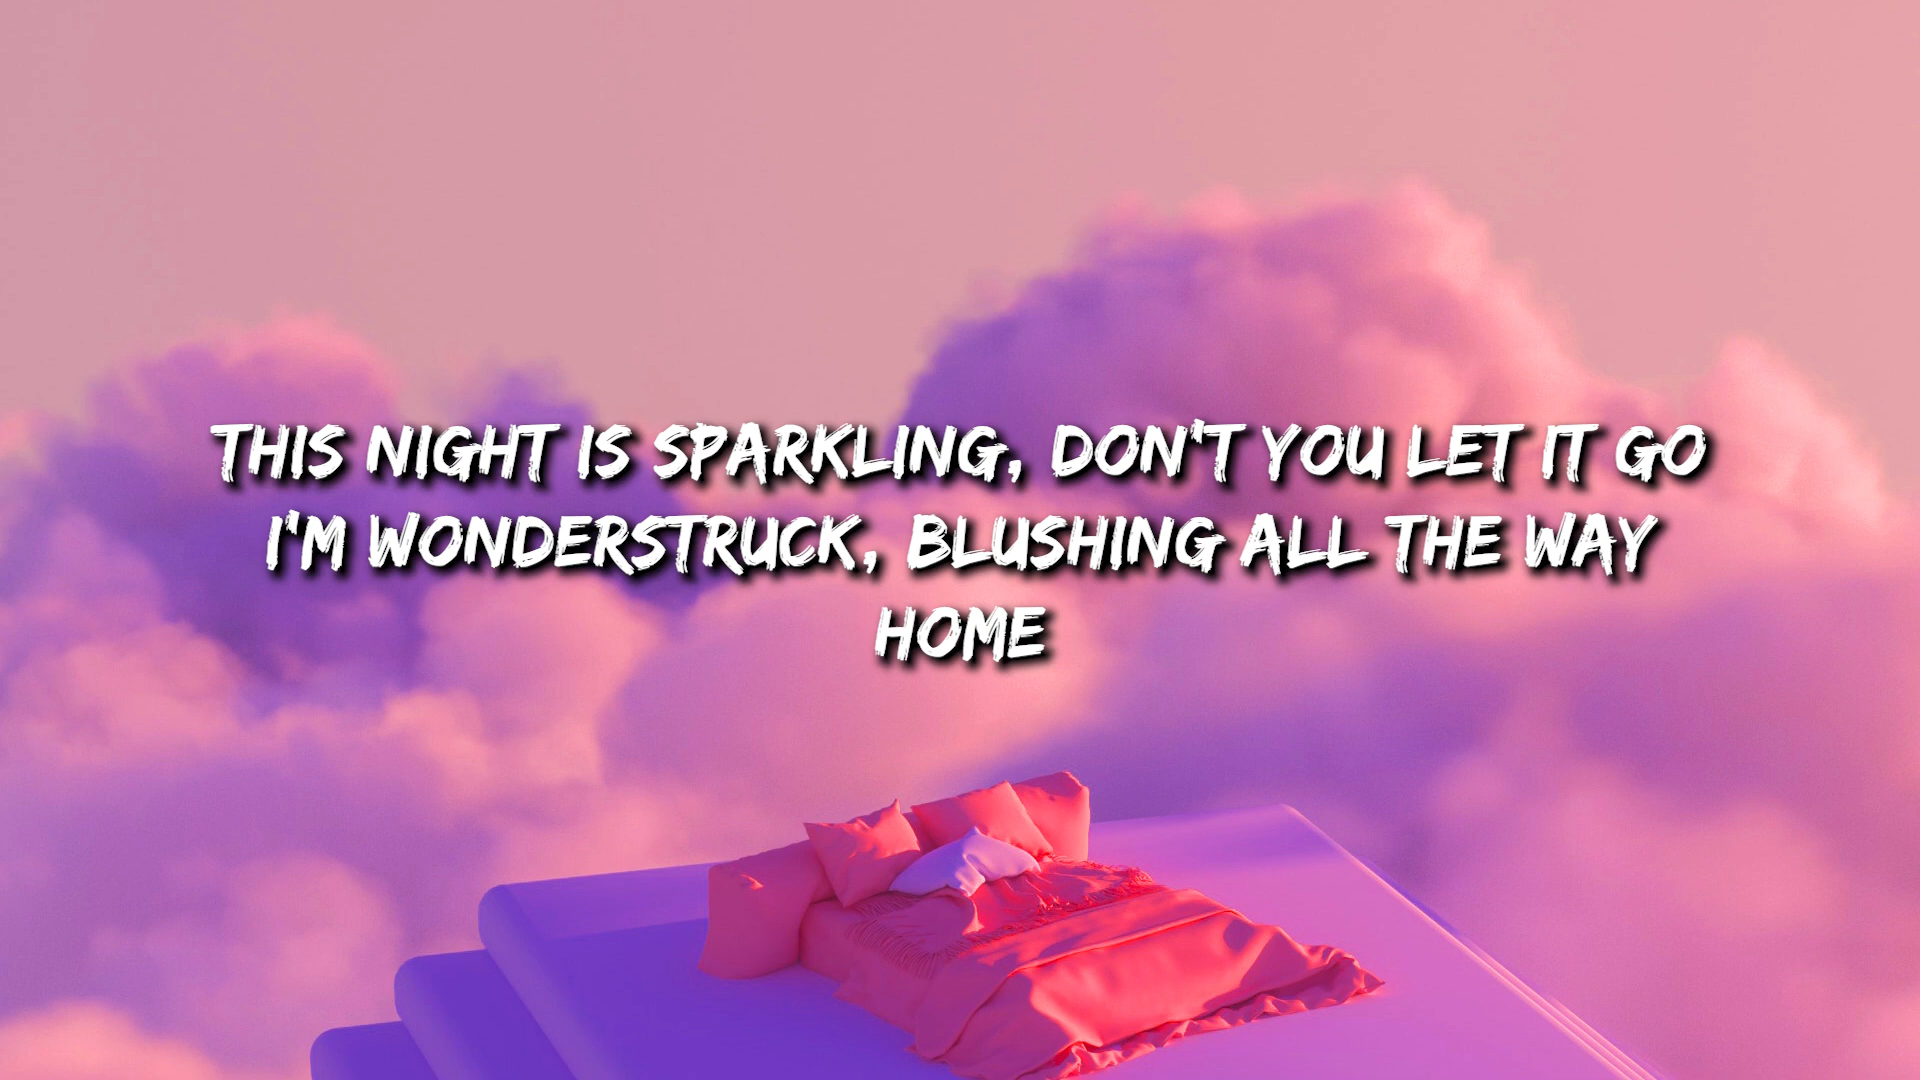 THIS NIGHT IS SPARKLING, DON'T YOU LET IT GO
I'M WONDERSTRUCK, BLUSHING ALL THE WAY
HOME